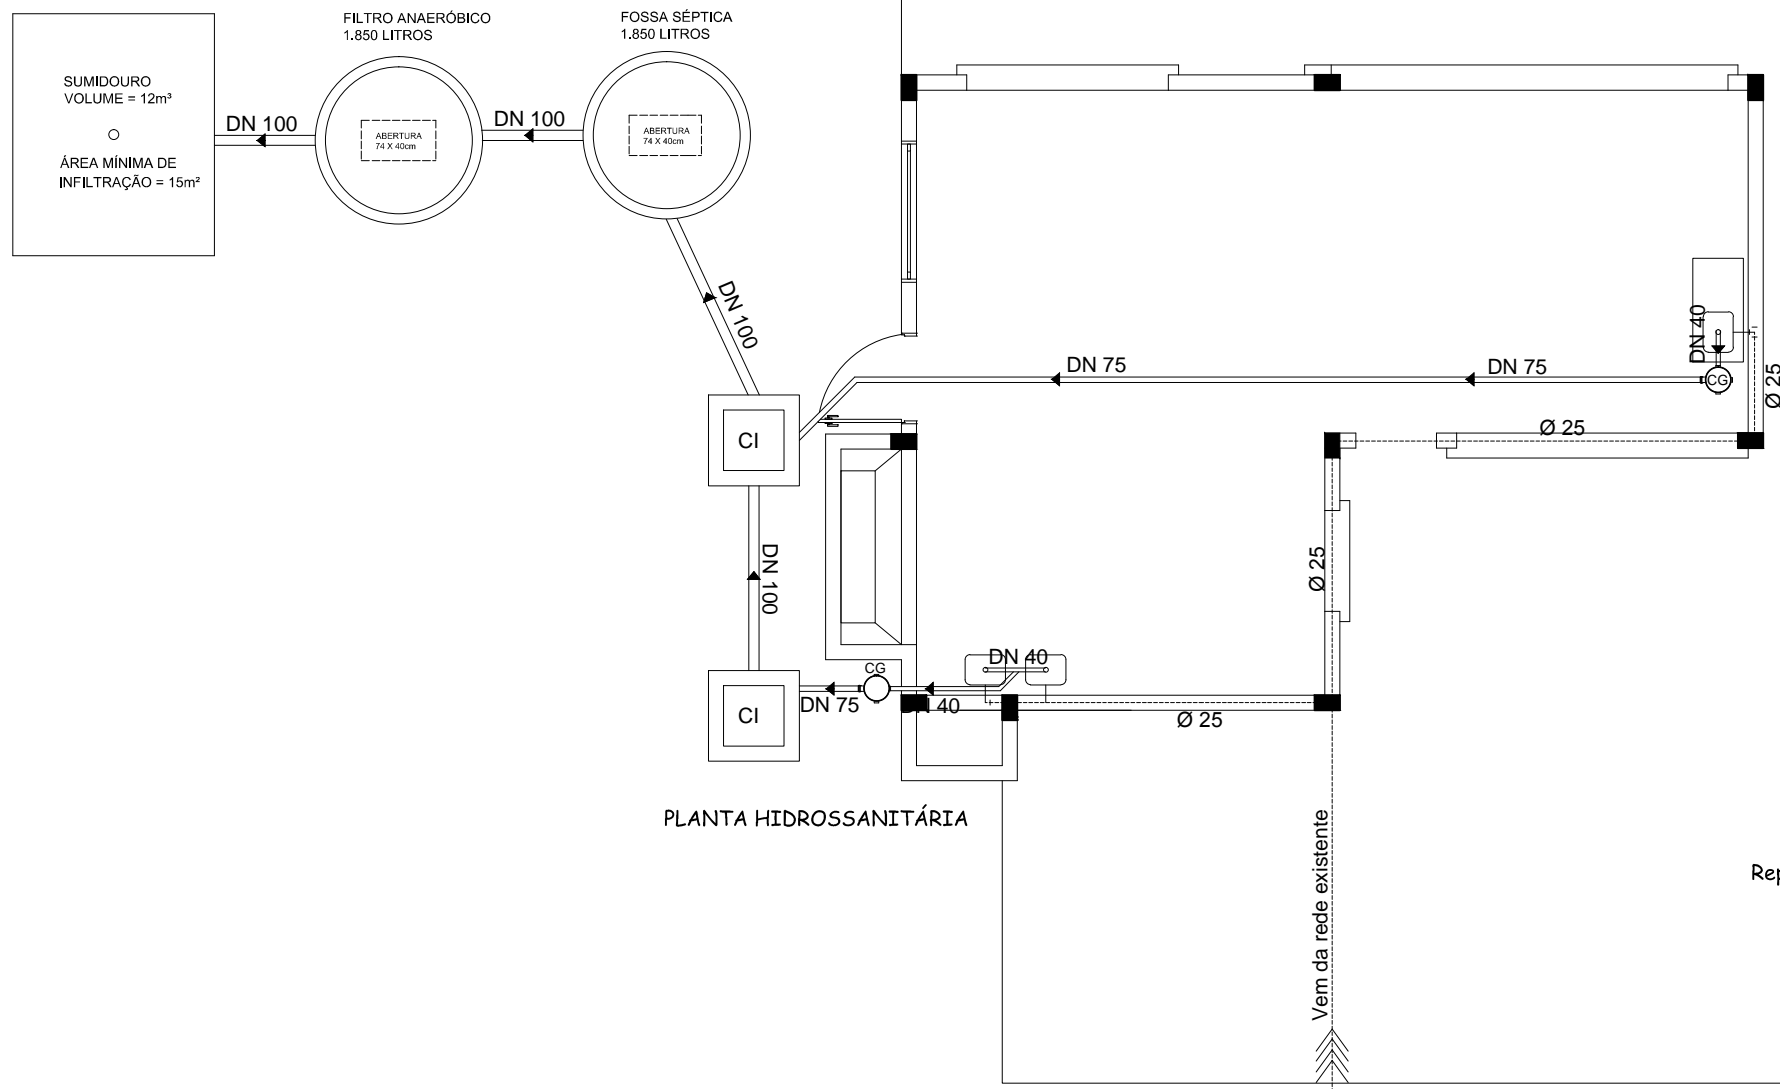 FILTRO ANAERÓBICO
1.850 LITROS
FOSSA SÉPTICA
1.850 LITROS
SUMIDOURO
VOLUME = 12m³
ÁREA MÍNIMA DE
INFILTRAÇÃO = 15m²
DN 100
ABERTURA
74 X 40cm
DN 100
ABERTURA
74 X 40cm
DN 100
DN 40
CG
DN 75
DN 75
Ø 25
Ø 25
CI
DN 100
Ø 25
CG
DN 40
CI
DN 75
DN 40
Ø 25
PLANTA HIDROSSANITÁRIA
Vem da rede existente
Rep